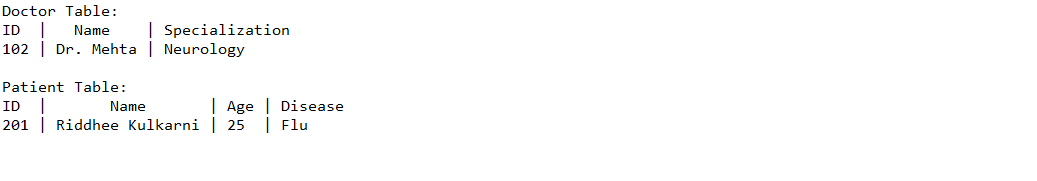 Doctor Table:
ID  |   Name    | Specialization
102 | Dr. Mehta | Neurology
Patient Table:
ID  |       Name       | Age | Disease
201 | Riddhee Kulkarni | 25  | Flu